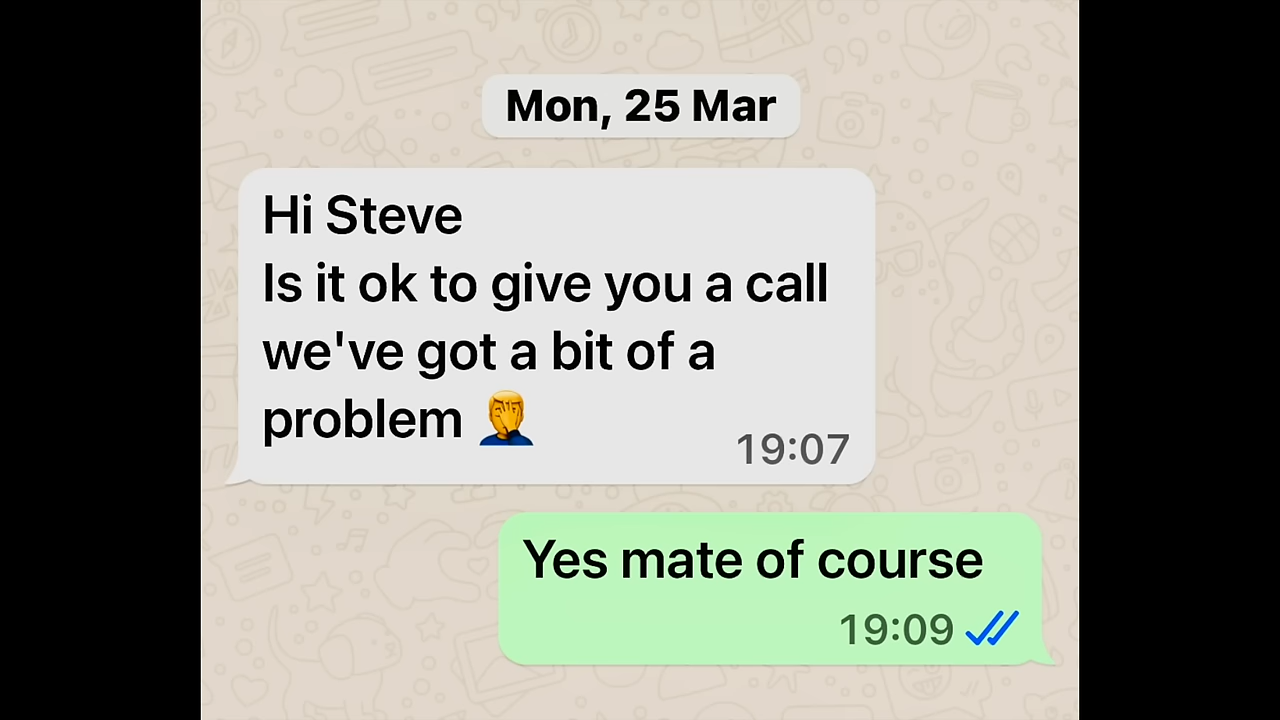 Mon, 25 Mar
Hi Steve
Is it ok to give you a call
we've got a bit of a
problem 🤦
19:07
Yes mate of course
19:09